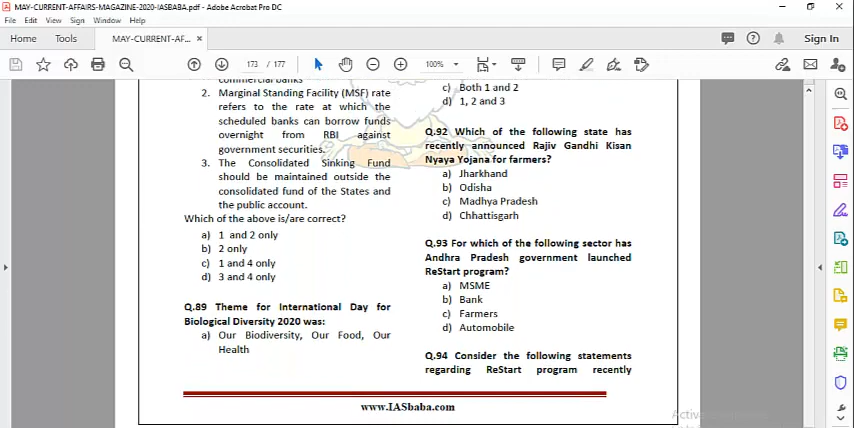 MAY-CURRENT-AFFAIRS-MAGAZINE-2020-IASBABA.pdf - Adobe Acrobat Pro DC
File Edit View Sign Window Help
Home Tools MAY-CURRENT-AF... × Sign In
173 / 177 100%
commercial banks
2. Marginal Standing Facility (MSF) rate
refers to the rate at which the
scheduled banks can borrow funds
overnight from RBI against
government securities.
3. The Consolidated Sinking Fund
should be maintained outside the
consolidated fund of the States and
the public account.
Which of the above is/are correct?
a) 1 and 2 only
b) 2 only
c) 1 and 4 only
d) 3 and 4 only
Q.89 Theme for International Day for
Biological Diversity 2020 was:
a) Our Biodiversity, Our Food, Our
Health
c) Both 1 and 2
d) 1, 2 and 3
Q.92 Which of the following state has
recently announced Rajiv Gandhi Kisan
Nyaya Yojana for farmers?
a) Jharkhand
b) Odisha
c) Madhya Pradesh
d) Chhattisgarh
Q.93 For which of the following sector has
Andhra Pradesh government launched
ReStart program?
a) MSME
b) Bank
c) Farmers
d) Automobile
Q.94 Consider the following statements
regarding ReStart program recently
www.IASbaba.com